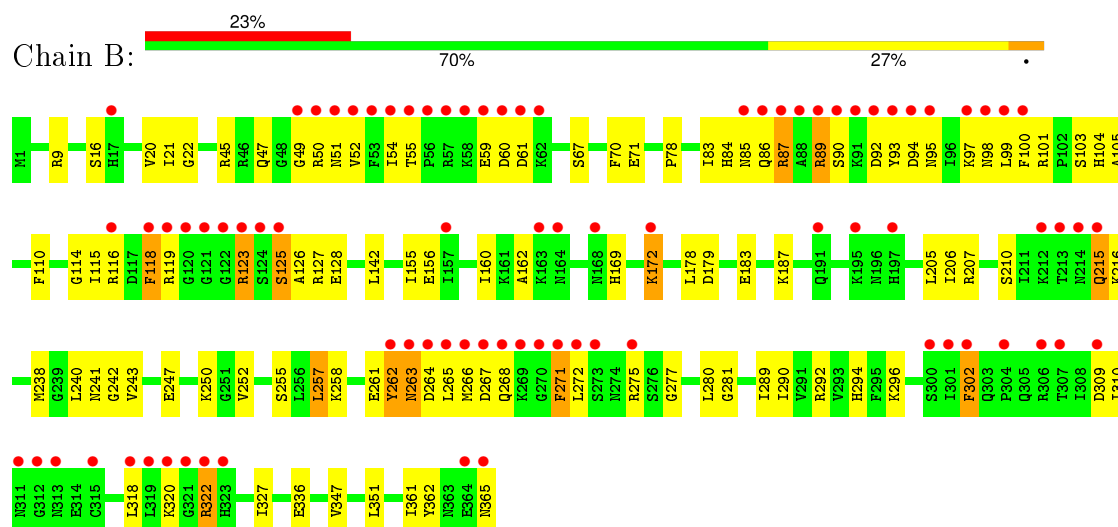 23%
Chain B:
70% 27% •
M1 R9 S16 H17 V20 I21 G22 R45 R46 Q47 G48 G49 R50 N51 V52 F53 I54 I55 P56 R57 K58 E59 D60 D61 K62 S67 F70 E71 P78 I83 H84 N85 Q86 R87 A88 R89 S90 K91 D92 Y93 D94 N95 I96 K97 N98 L99 F100 R101 P102 S103 H104 A105
F110 G114 I115 R116 D117 F118 R119 G120 G121 G122 R123 S124 S125 A126 R127 E128 L142 I155 E156 I157 I160 K161 A162 K163 N164 N168 H169 K172 L178 D179 E183 K187 Q191 K195 N196 H197 L205 I206 R207 S210 I211 K212 T213 N214 Q215 K216
M238 G239 L240 N241 G242 V243 E247 K250 G251 V252 S255 L256 L257 K258 E261 Y262 N263 D264 L265 M266 D267 Q268 K269 G270 F271 L272 S273 N274 R275 S276 G277 L280 G281 I289 I290 V291 R292 V293 H294 F295 K296 S300 I301 F302 Q303 P304 Q305 R306 T307 I308 D309 I310
N311 G312 N313 E314 C315 L318 L319 K320 G321 R322 H323 I327 E336 V347 L351 I361 Y362 N363 E364 N365